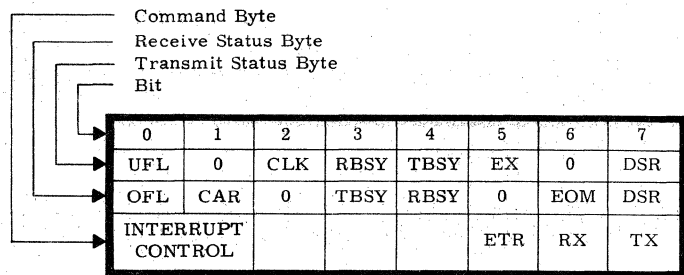 Command Byte
Receive Status Byte
Transmit Status Byte
Bit
0 1 2 3 4 5 6 7
UFL 0 CLK RBSY TBSY EX 0 DSR
OFL CAR 0 TBSY RBSY 0 EOM DSR
INTERRUPT CONTROL ETR RX TX